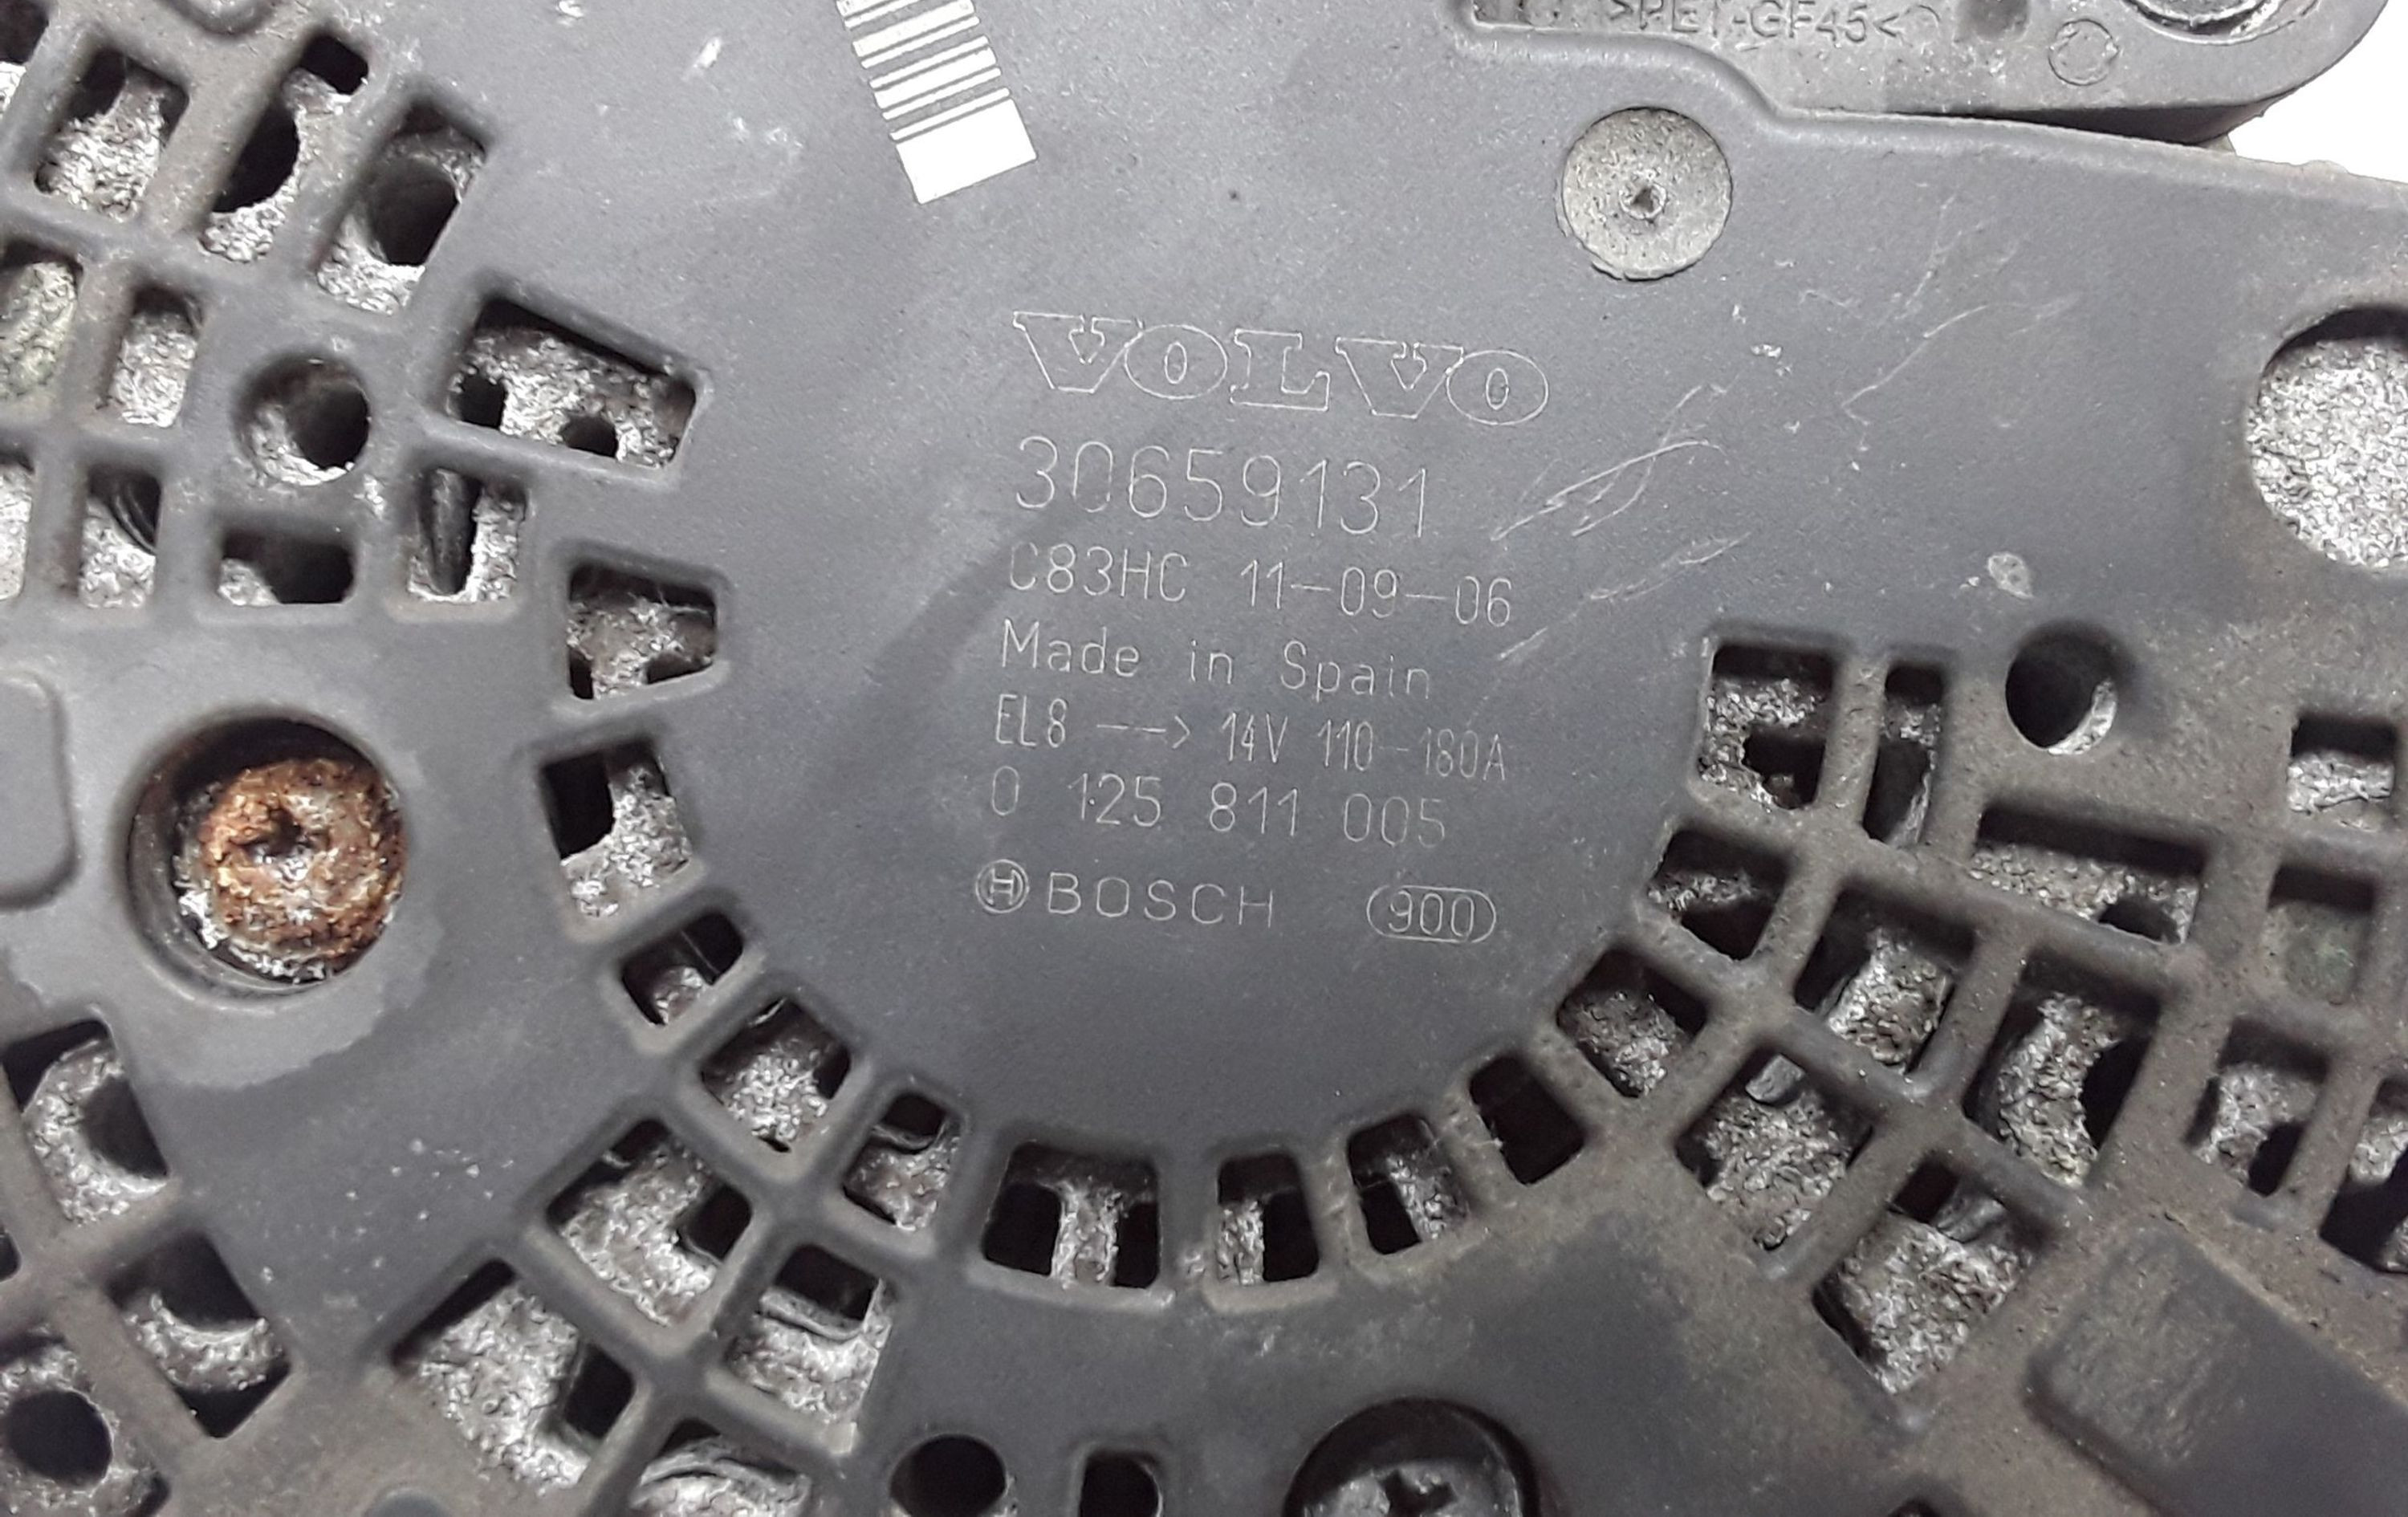 >PET-GF45<
VOLVO
30659131
C83HC 11-09-06
Made in Spain
EL8 --> 14V 110-180A
0 125 811 005
BOSCH 900